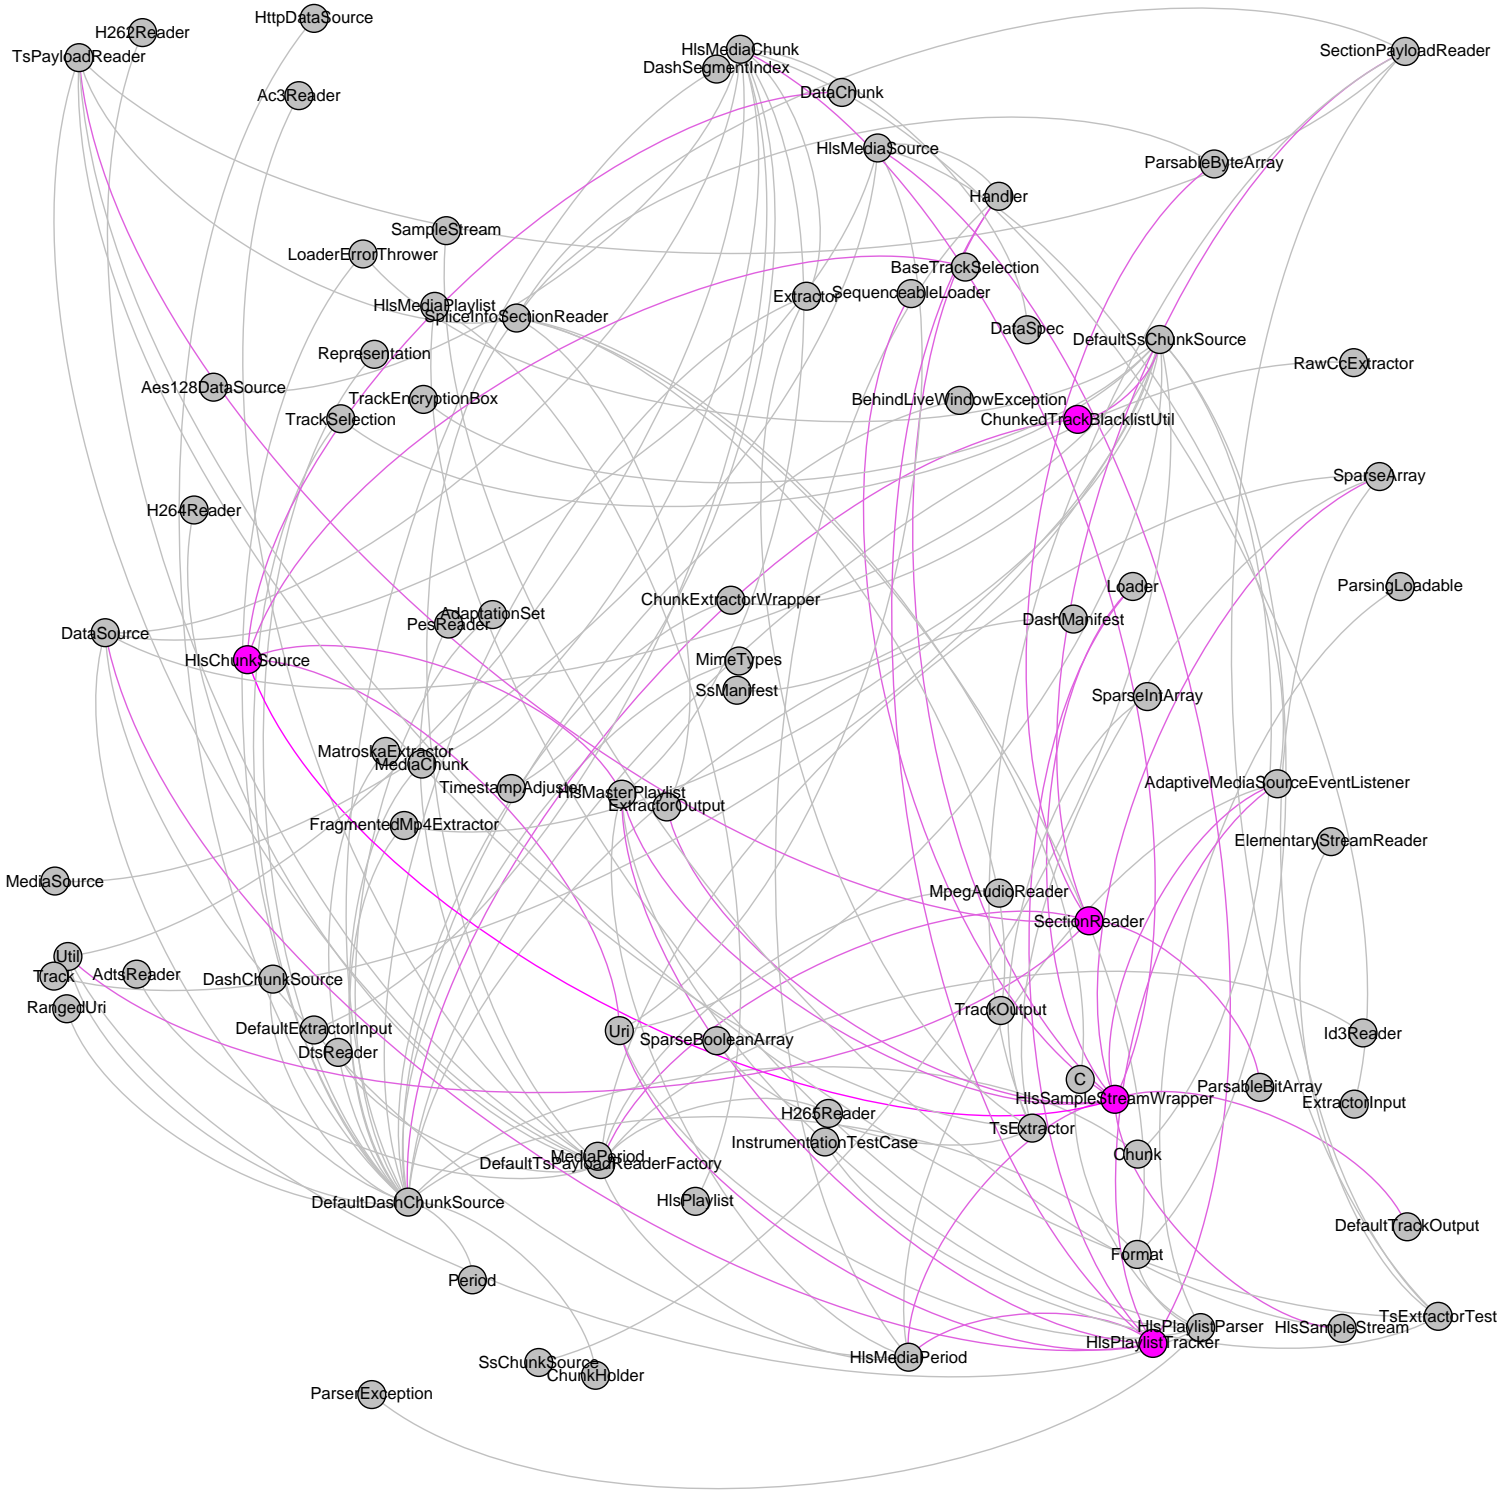 HttpDataSource
H262Reader
TsPayloadReader
HlsMediaChunk
SectionPayloadReader
DashSegmentIndex
Ac3Reader
DataChunk
HlsMediaSource
ParsableByteArray
Handler
SampleStream
LoaderErrorThrower
BaseTrackSelection
SequenceableLoader
Extractor
HlsMediaPlaylist
SpliceInfoSectionReader
DataSpec
DefaultSsChunkSource
Representation
RawCcExtractor
Aes128DataSource
TrackEncryptionBox
BehindLiveWindowException
TrackSelection
ChunkedTrackBlacklistUtil
SparseArray
H264Reader
Loader
ParsingLoadable
ChunkExtractorWrapper
AdaptationSet
PesReader
DashManifest
DataSource
HlsChunkSource
MimeTypes
SsManifest
SparseIntArray
MatroskaExtractor
MediaChunk
AdaptiveMediaSourceEventListener
TimestampAdjuster
HlsMasterPlaylist
ExtractorOutput
FragmentedMp4Extractor
ElementaryStreamReader
MediaSource
MpegAudioReader
SectionReader
Util
Track
AdtsReader
DashChunkSource
RangedUri
TrackOutput
DefaultExtractorInput
Uri
SparseBooleanArray
Id3Reader
DtsReader
C
ParsableBitArray
HlsSampleStreamWrapper
ExtractorInput
H265Reader
TsExtractor
InstrumentationTestCase
Chunk
MediaPeriod
DefaultTsPayloadReaderFactory
DefaultDashChunkSource
HlsPlaylist
DefaultTrackOutput
Format
Period
TsExtractorTest
HlsPlaylistParser
HlsSampleStream
HlsPlaylistTracker
HlsMediaPeriod
SsChunkSource
ChunkHolder
ParserException